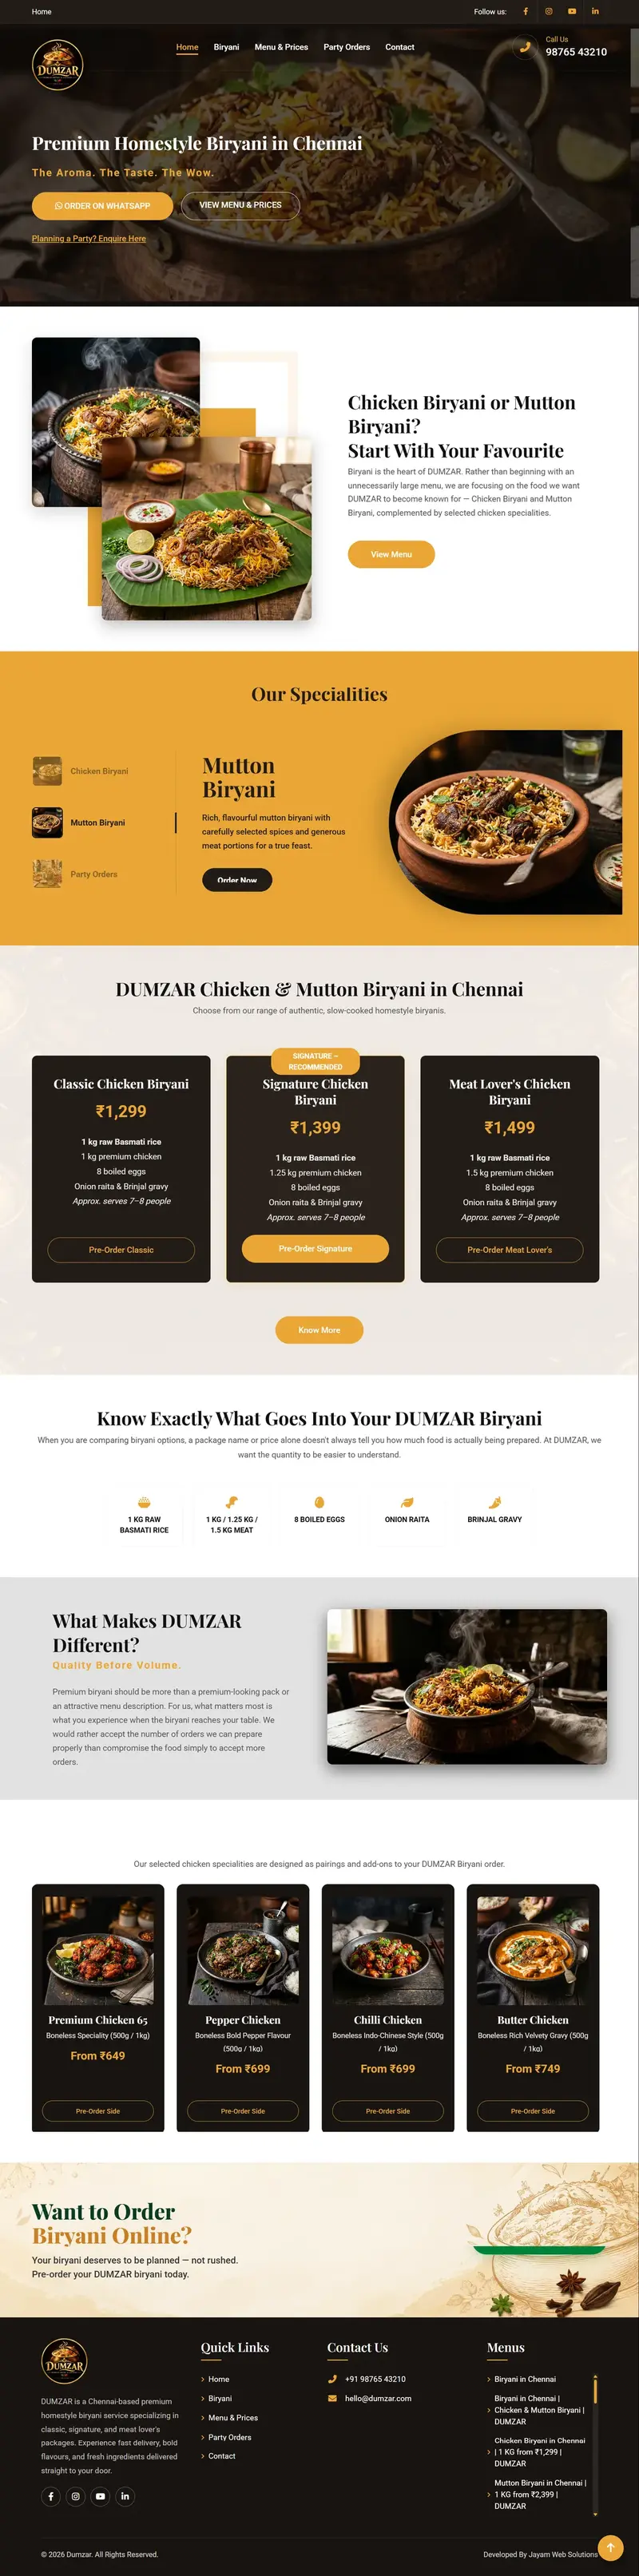 Home
Follow us:
DUMZAR
Home
Biryani
Menu & Prices
Party Orders
Contact
Call Us
98765 43210
Premium Homestyle Biryani in Chennai
The Aroma. The Taste. The Wow.
ORDER ON WHATSAPP
VIEW MENU & PRICES
Planning a Party? Enquire Here
Chicken Biryani or Mutton
Biryani?
Start With Your Favourite
Biryani is the heart of DUMZAR. Rather than beginning with an
unnecessarily large menu, we are focusing on the food we want
DUMZAR to become known for — Chicken Biryani and Mutton
Biryani, complemented by selected chicken specialities.
View Menu
Our Specialities
Chicken Biryani
Mutton Biryani
Party Orders
Mutton
Biryani
Rich, flavourful mutton biryani with
carefully selected spices and generous
meat portions for a true feast.
Order Now
DUMZAR Chicken & Mutton Biryani in Chennai
Choose from our range of authentic, slow-cooked homestyle biryanis.
Classic Chicken Biryani
₹1,299
1 kg raw Basmati rice
1 kg premium chicken
8 boiled eggs
Onion raita & Brinjal gravy
Approx. serves 7–8 people
Pre-Order Classic
SIGNATURE –
RECOMMENDED
Signature Chicken
Biryani
₹1,399
1 kg raw Basmati rice
1.25 kg premium chicken
8 boiled eggs
Onion raita & Brinjal gravy
Approx. serves 7–8 people
Pre-Order Signature
Meat Lover's Chicken
Biryani
₹1,499
1 kg raw Basmati rice
1.5 kg premium chicken
8 boiled eggs
Onion raita & Brinjal gravy
Approx. serves 7–8 people
Pre-Order Meat Lover's
Know More
Know Exactly What Goes Into Your DUMZAR Biryani
When you are comparing biryani options, a package name or price alone doesn't always tell you how much food is actually being prepared. At DUMZAR, we
want the quantity to be easier to understand.
1 KG RAW
BASMATI RICE
1 KG / 1.25 KG /
1.5 KG MEAT
8 BOILED EGGS
ONION RAITA
BRINJAL GRAVY
What Makes DUMZAR
Different?
Quality Before Volume.
Premium biryani should be more than a premium-looking pack or
an attractive menu description. For us, what matters most is
what you experience when the biryani reaches your table. We
would rather accept the number of orders we can prepare
properly than compromise the food simply to accept more
orders.
Our selected chicken specialities are designed as pairings and add-ons to your DUMZAR Biryani order.
Premium Chicken 65
Boneless Speciality (500g / 1kg)
From ₹649
Pre-Order Side
Pepper Chicken
Boneless Bold Pepper Flavour
(500g / 1kg)
From ₹699
Pre-Order Side
Chilli Chicken
Boneless Indo-Chinese Style (500g
/ 1kg)
From ₹699
Pre-Order Side
Butter Chicken
Boneless Rich Velvety Gravy (500g
/ 1kg)
From ₹749
Pre-Order Side
Want to Order
Biryani Online?
Your biryani deserves to be planned — not rushed.
Pre-order your DUMZAR biryani today.
DUMZAR
DUMZAR is a Chennai-based premium
homestyle biryani service specializing in
classic, signature, and meat lover's
packages. Experience fast delivery, bold
flavours, and fresh ingredients delivered
straight to your door.
Quick Links
Home
Biryani
Menu & Prices
Party Orders
Contact
Contact Us
+91 98765 43210
hello@dumzar.com
Menus
Biryani in Chennai
Biryani in Chennai |
Chicken & Mutton Biryani |
DUMZAR
Chicken Biryani in Chennai
| 1 KG from ₹1,299 |
DUMZAR
Mutton Biryani in Chennai |
1 KG from ₹2,399 |
DUMZAR
© 2026 Dumzar. All Rights Reserved.
Developed By Jayam Web Solutions